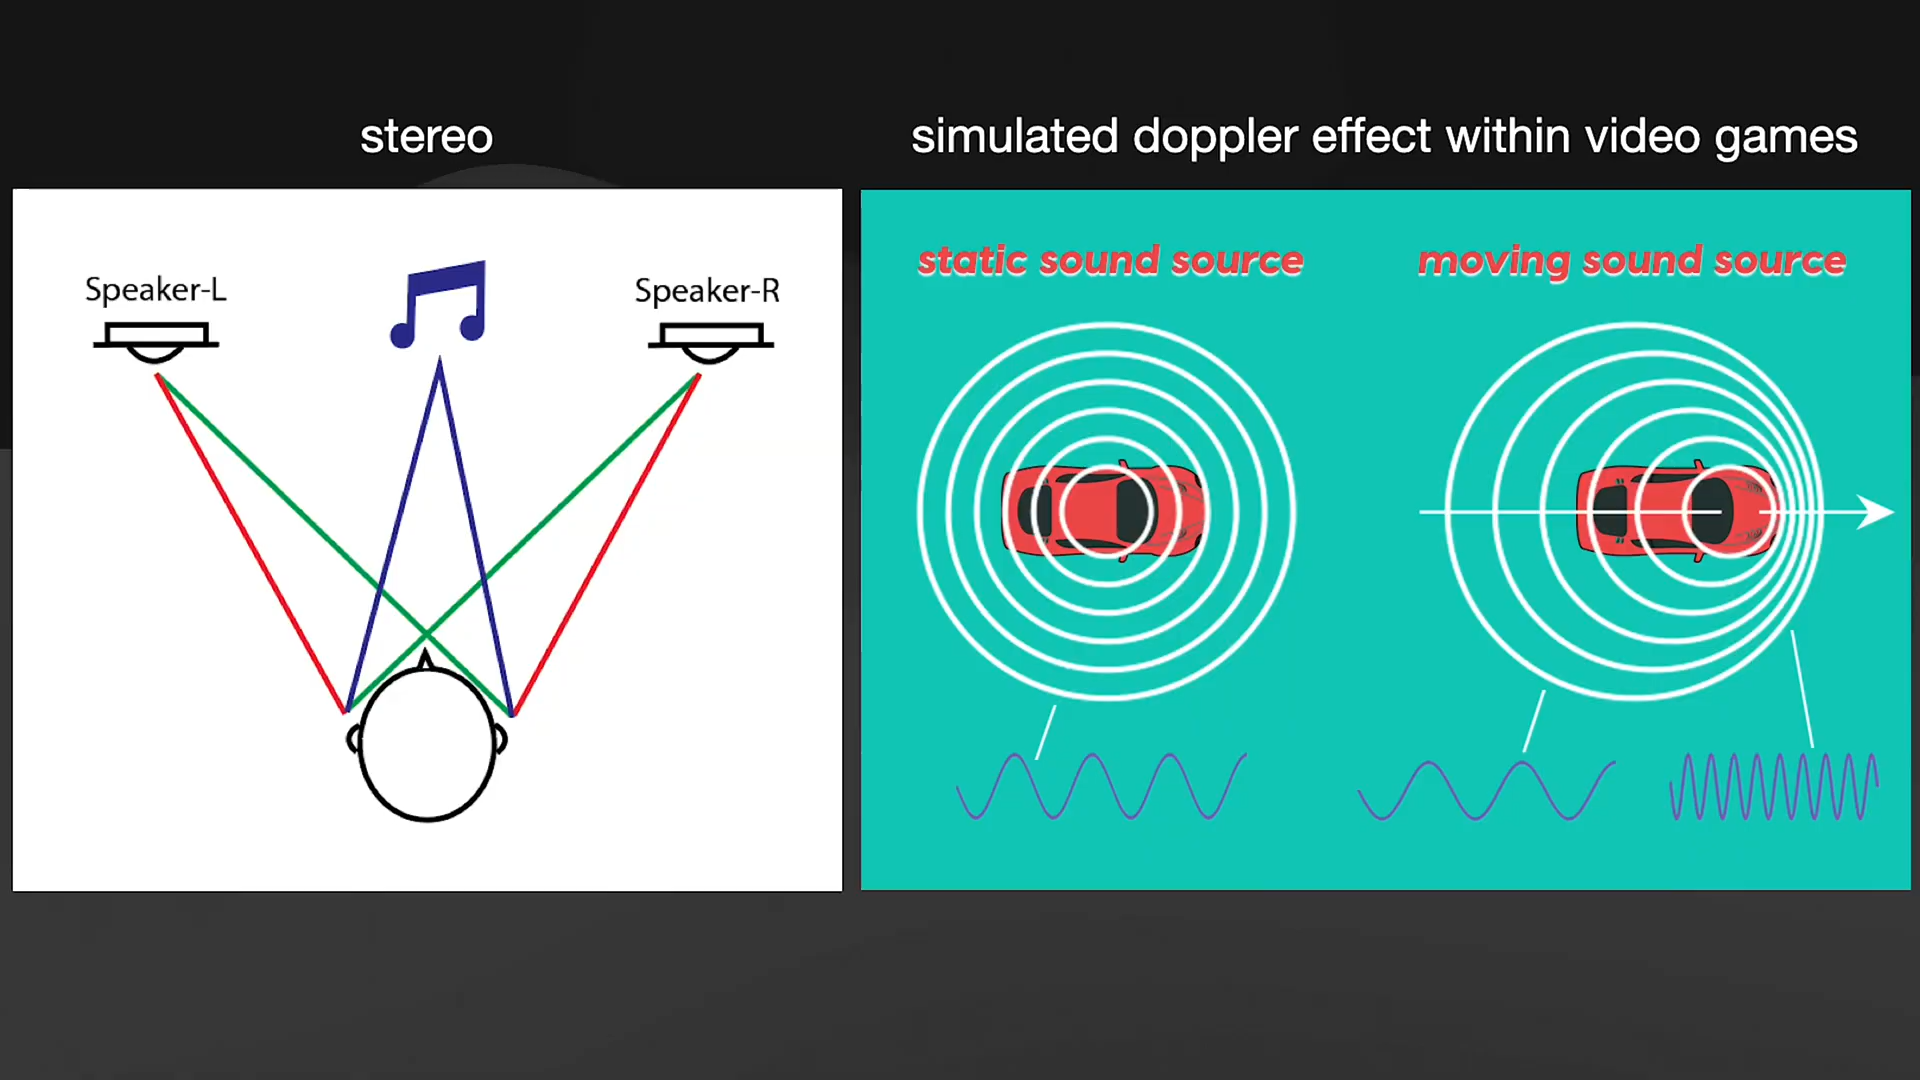 stereo
simulated doppler effect within video games
Speaker-L
Speaker-R
static sound source
moving sound source